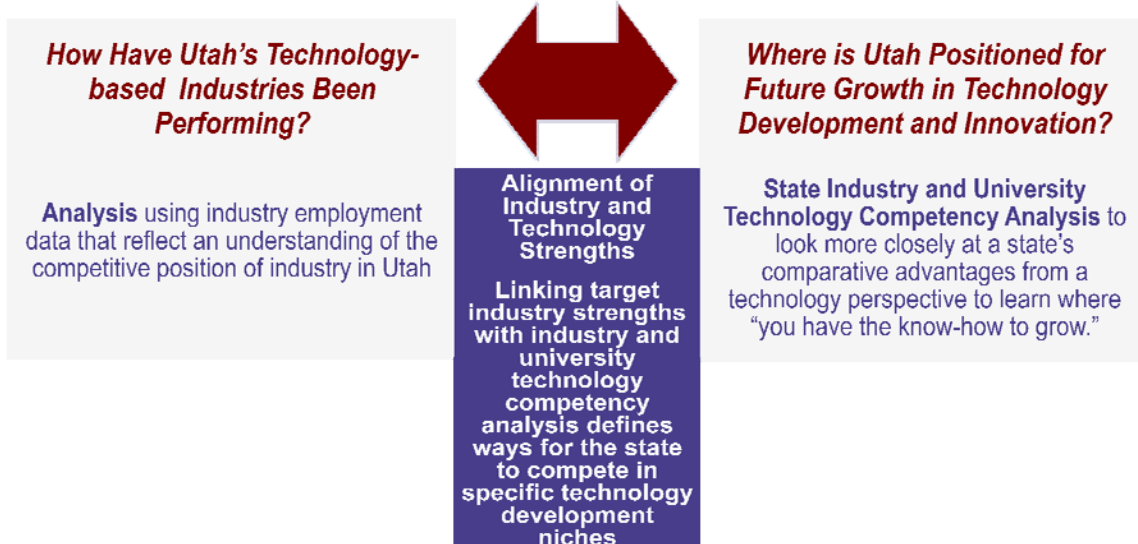 How Have Utah's Technology-
based Industries Been
Performing?
Analysis using industry employment
data that reflect an understanding of the
competitive position of industry in Utah
Alignment of
Industry and
Technology
Strengths
Linking target
industry strengths
with industry and
university
technology
competency
analysis defines
ways for the state
to compete in
specific technology
development
niches
Where is Utah Positioned for
Future Growth in Technology
Development and Innovation?
State Industry and University
Technology Competency Analysis to
look more closely at a state's
comparative advantages from a
technology perspective to learn where
“you have the know-how to grow.”